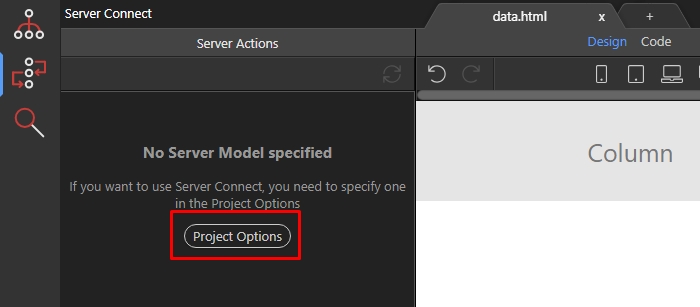 Server Connect
data.html x +
Server Actions
Design Code
No Server Model specified
If you want to use Server Connect, you need to specify one
in the Project Options
Project Options
Column